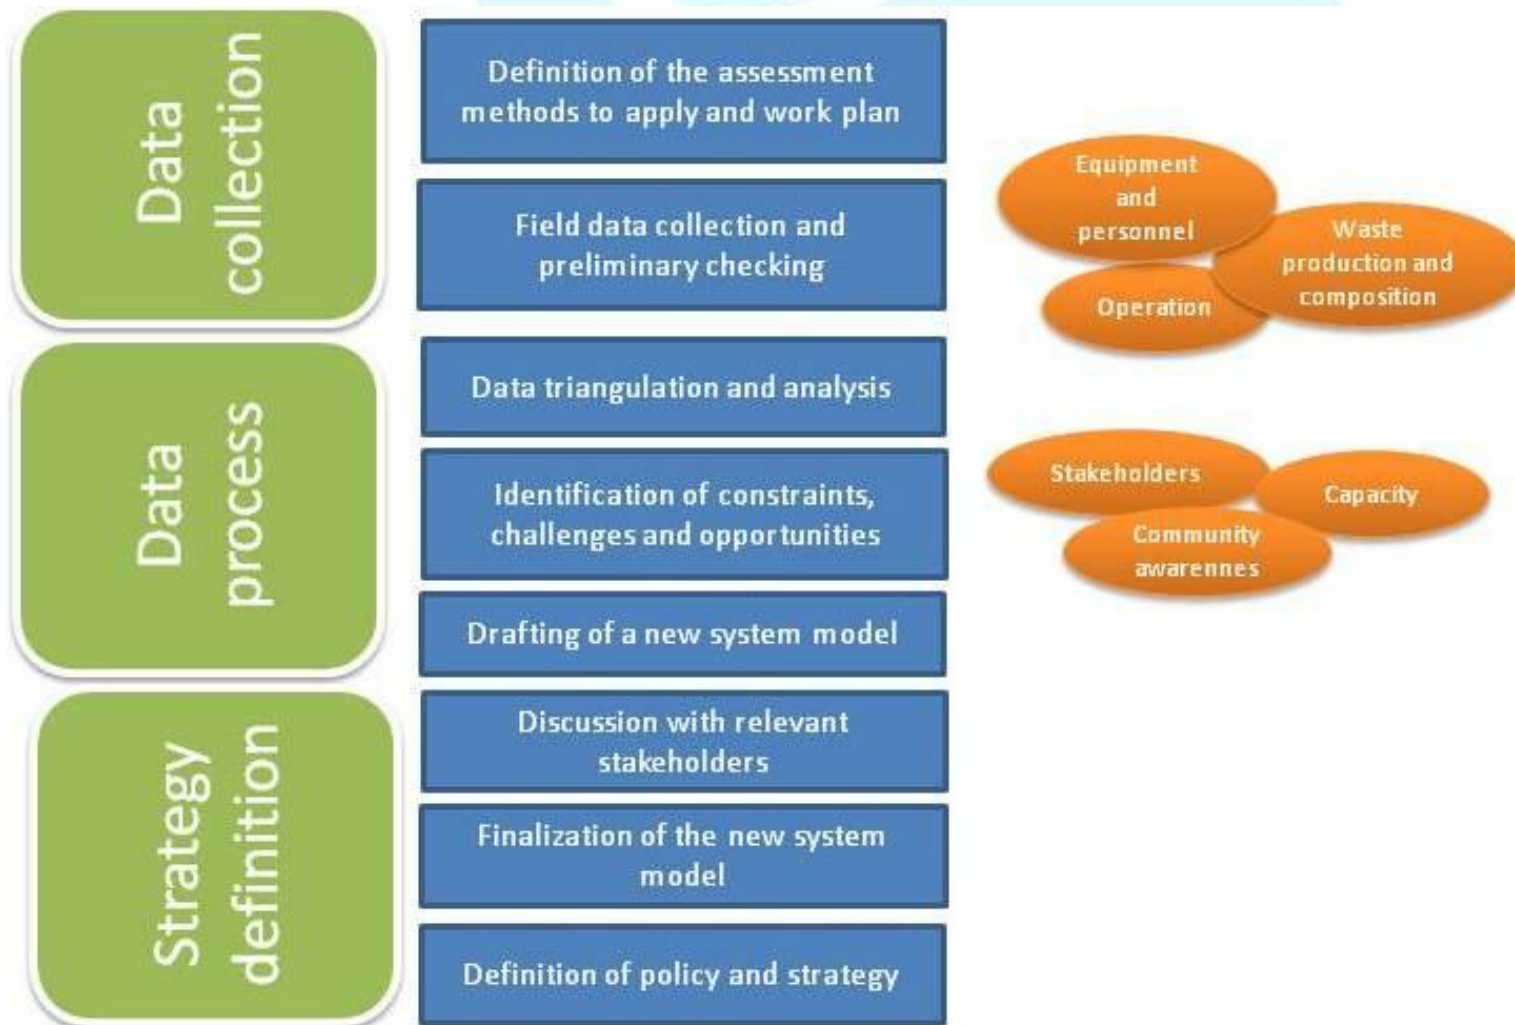 Data
collection
Definition of the assessment
methods to apply and work plan
Field data collection and
preliminary checking
Equipment
and
personnel
Waste
production and
composition
Operation
Data
process
Data triangulation and analysis
Identification of constraints,
challenges and opportunities
Drafting of a new system model
Stakeholders
Capacity
Community
awarennes
Strategy
definition
Discussion with relevant
stakeholders
Finalization of the new system
model
Definition of policy and strategy